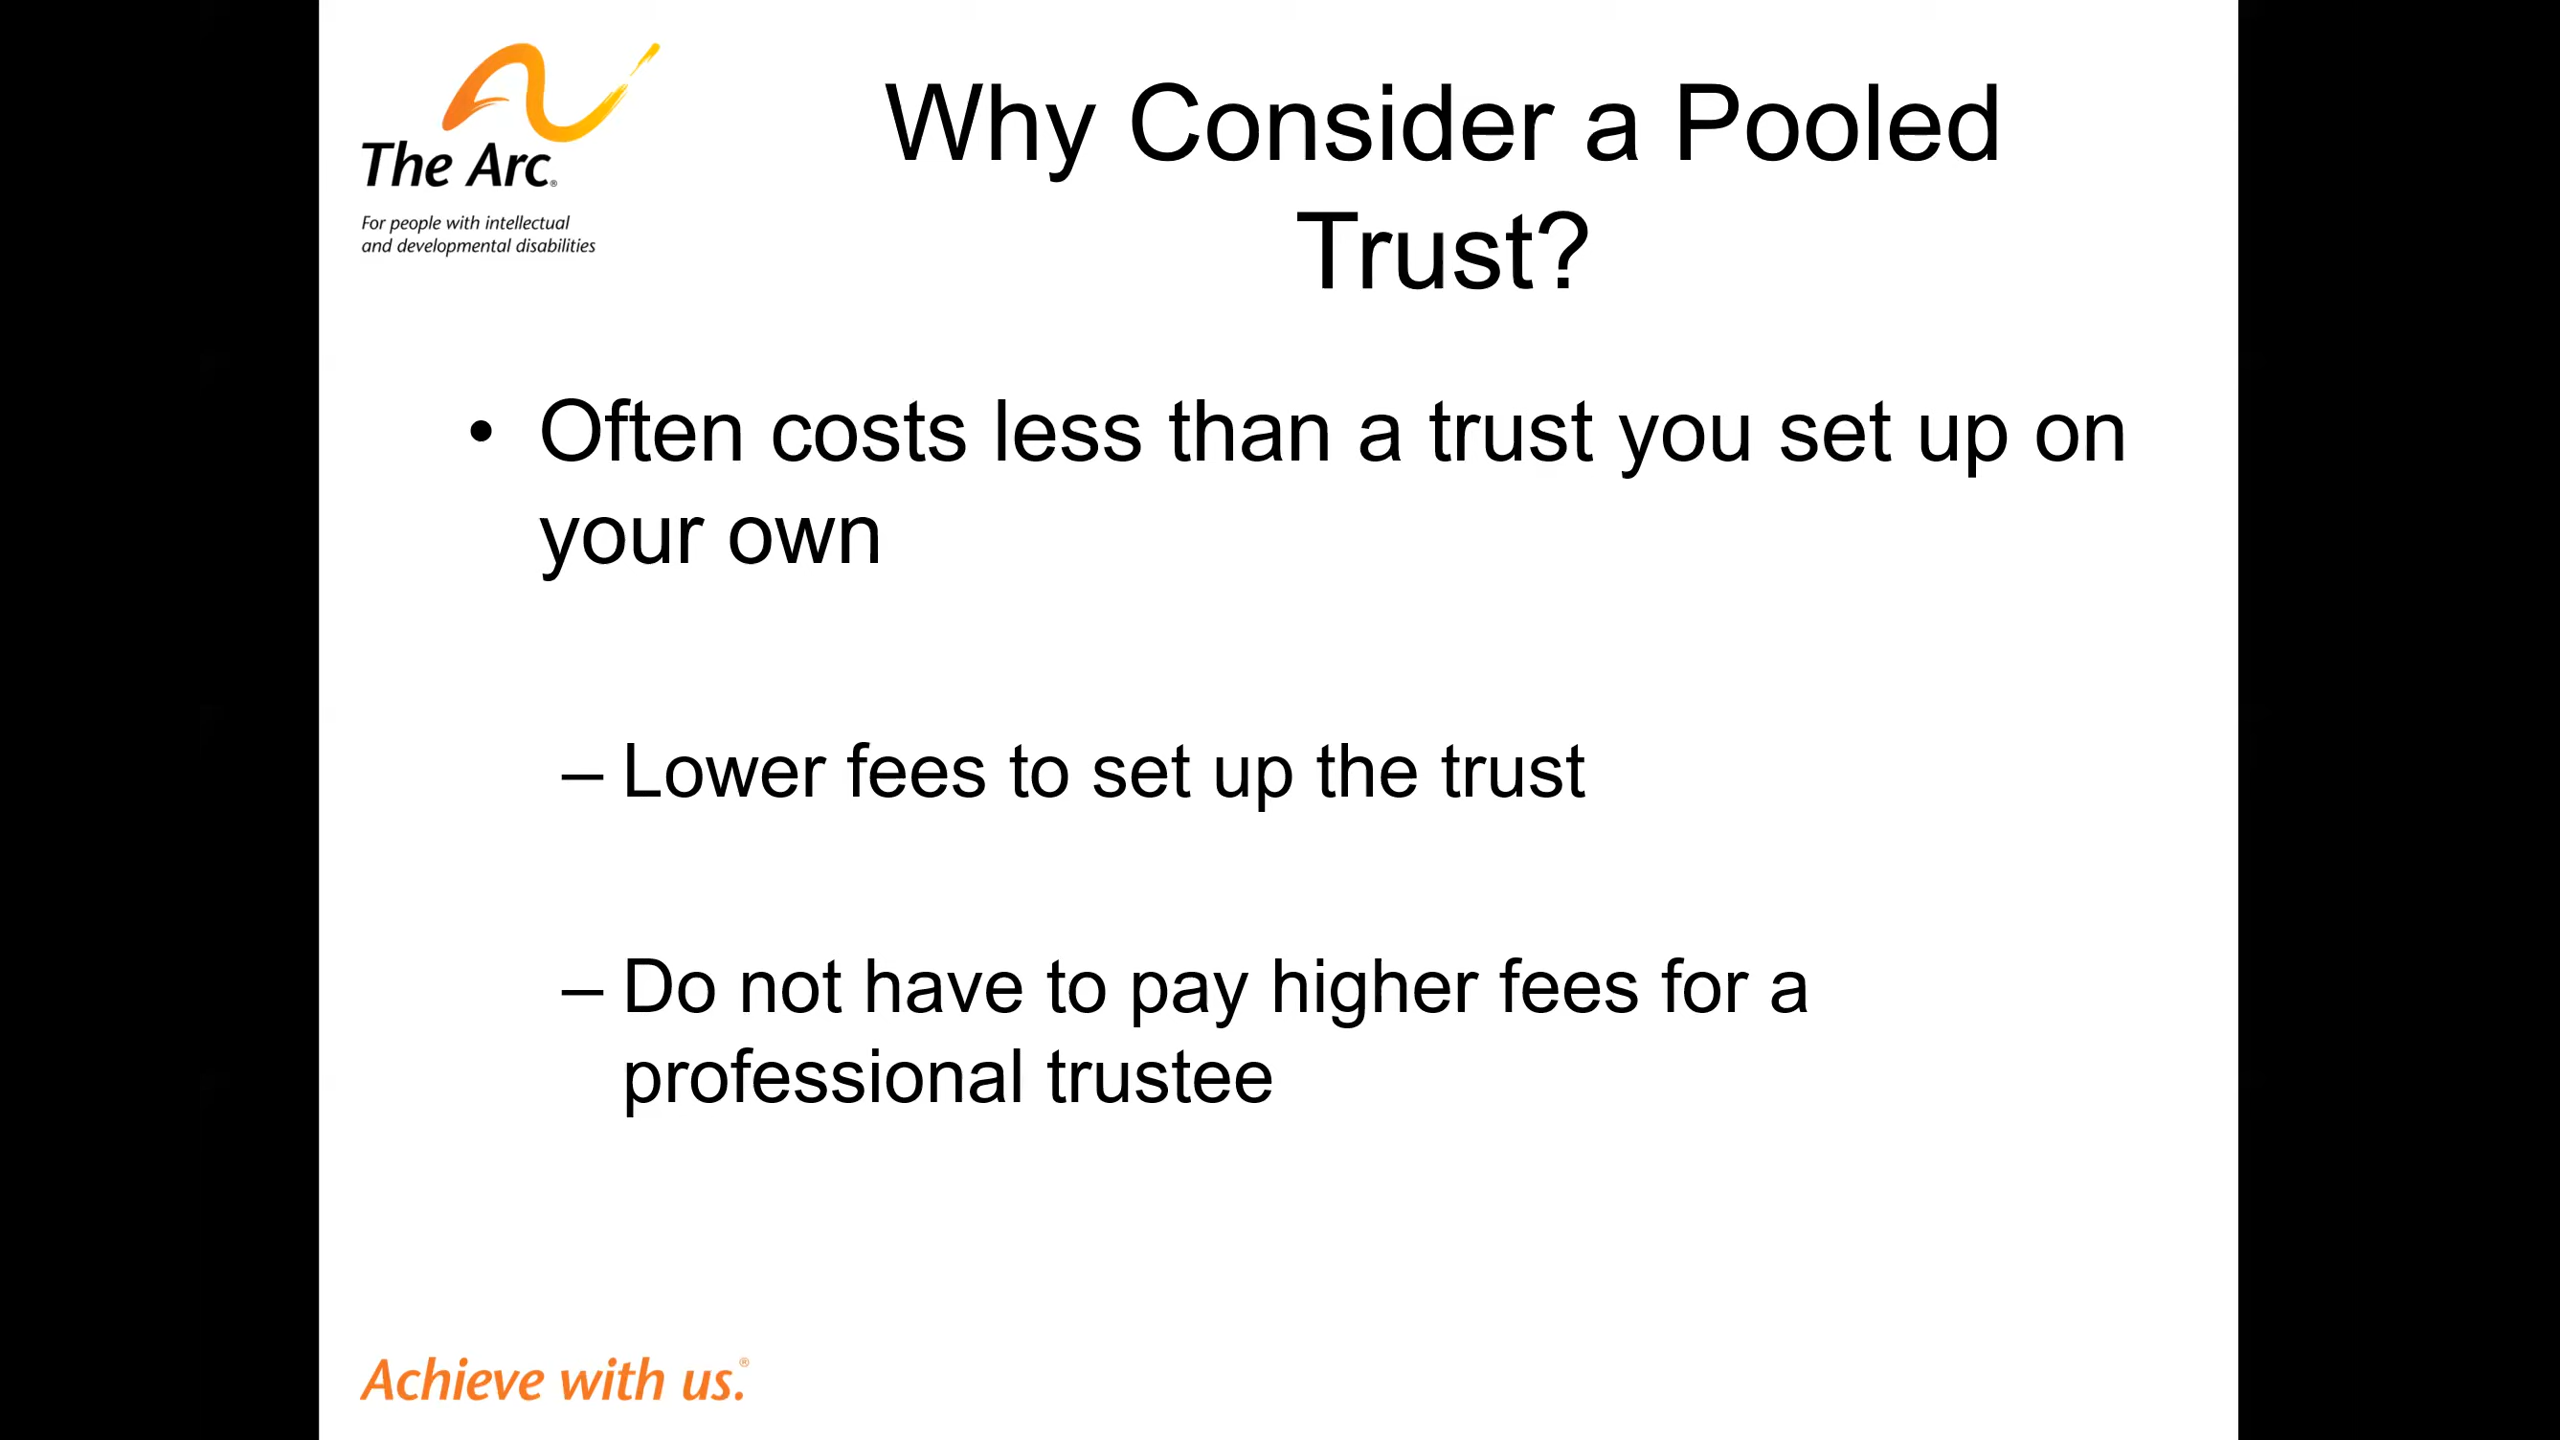 The Arc®
For people with intellectual
and developmental disabilities
Why Consider a Pooled
Trust?
• Often costs less than a trust you set up on
your own
– Lower fees to set up the trust
– Do not have to pay higher fees for a
professional trustee
Achieve with us.®